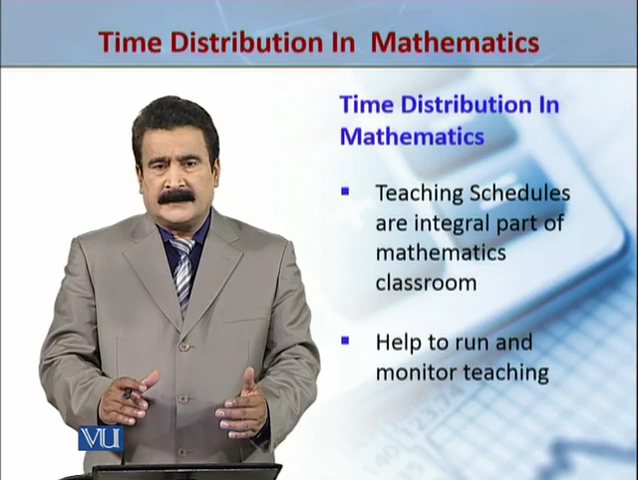 Time Distribution In Mathematics
Time Distribution In
Mathematics
Teaching Schedules
are integral part of
mathematics
classroom
Help to run and
monitor teaching
VU